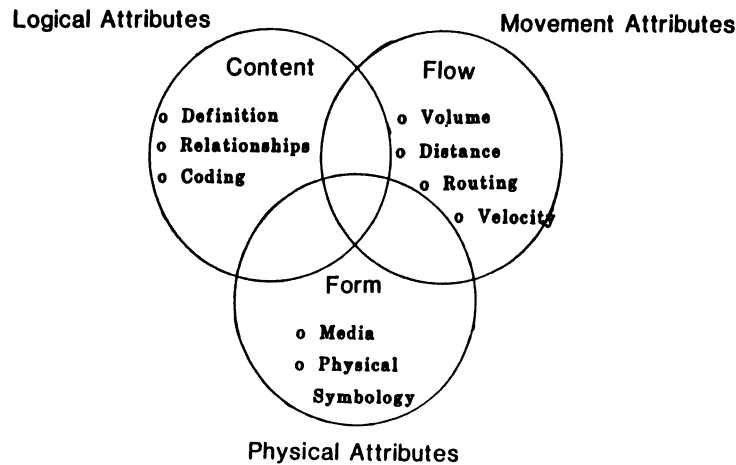 Logical Attributes
Movement Attributes
Content
o Definition
o Relationships
o Coding
Flow
o Volume
o Distance
o Routing
o Velocity
Form
o Media
o Physical
Symbology
Physical Attributes